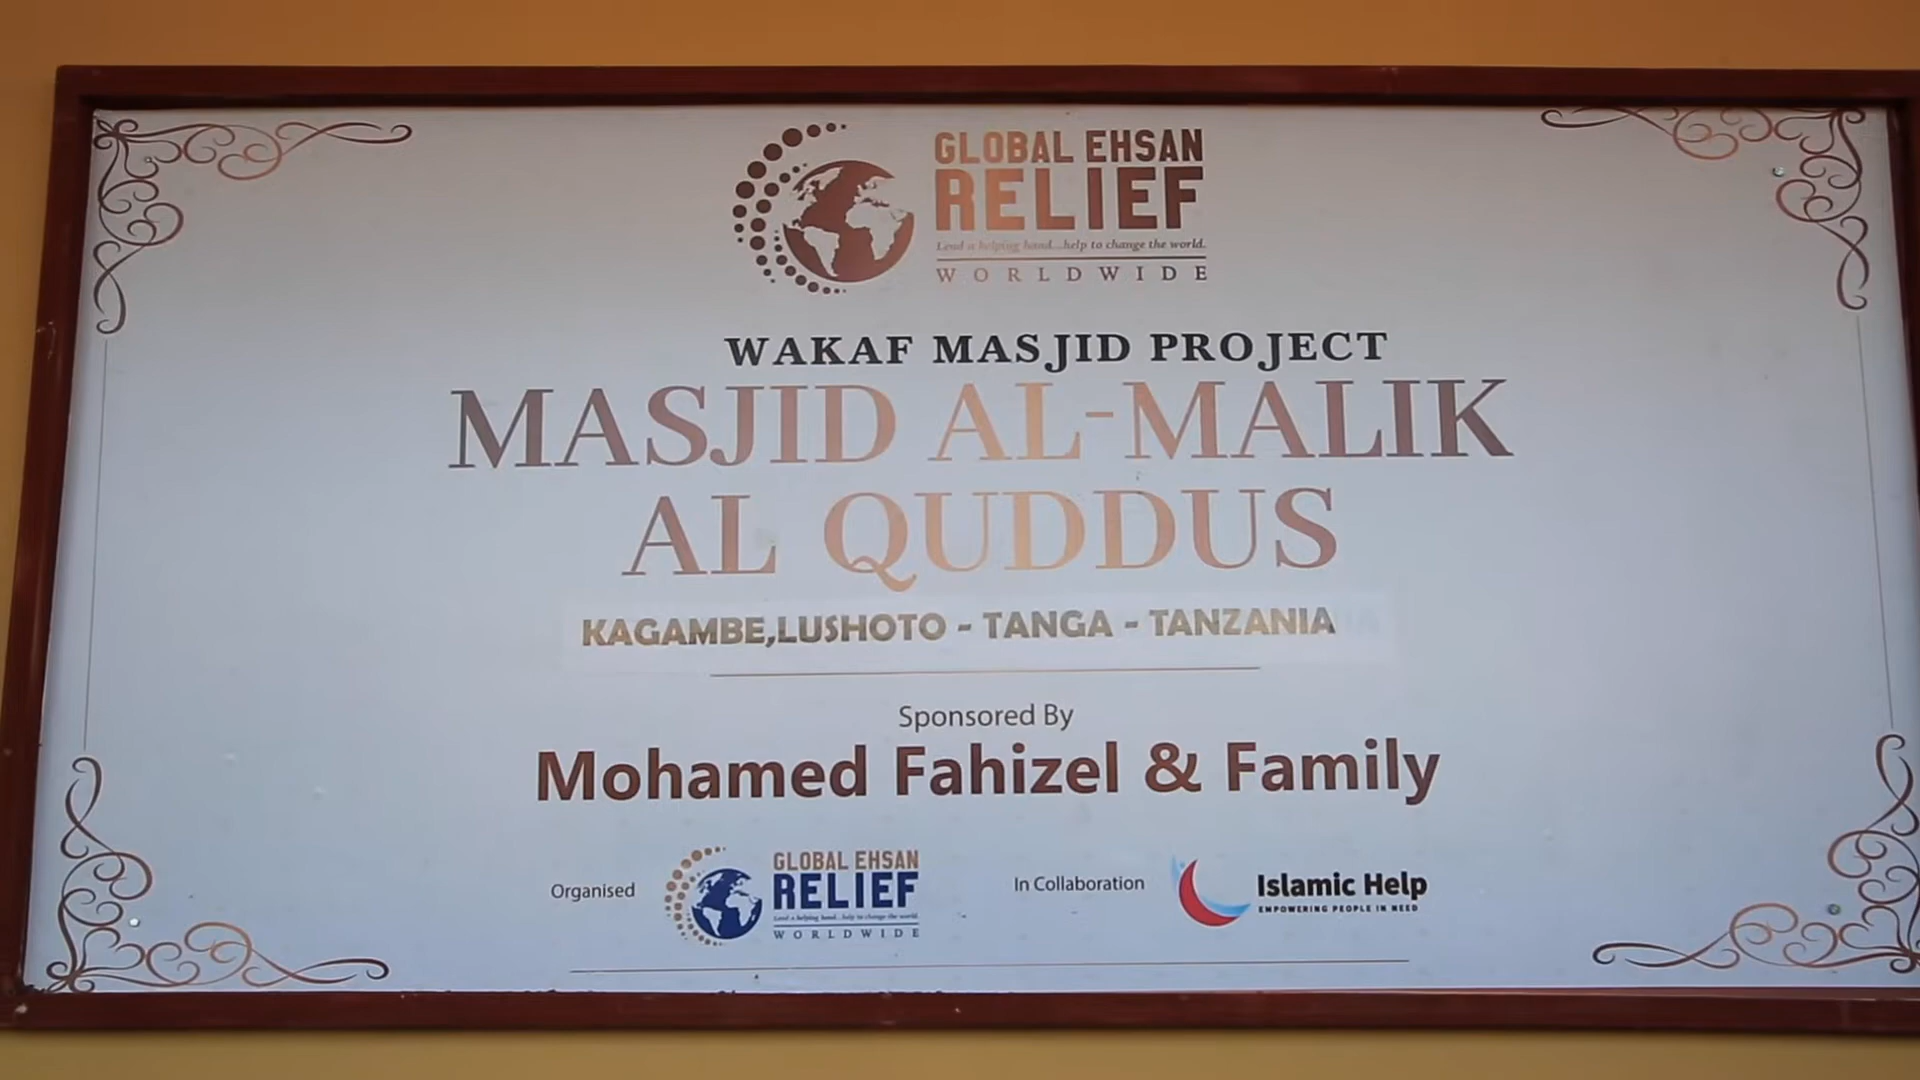 GLOBAL EHSAN
RELIEF
Lend a helping hand...help to change the world.
WORLDWIDE
WAKAF MASJID PROJECT
MASJID AL-MALIK
AL QUDDUS
KAGAMBE,LUSHOTO - TANGA - TANZANIA
Sponsored By
Mohamed Fahizel & Family
Organised
GLOBAL EHSAN
RELIEF
Lend a helping hand...help to change the world.
WORLDWIDE
In Collaboration
Islamic Help
EMPOWERING PEOPLE IN NEED